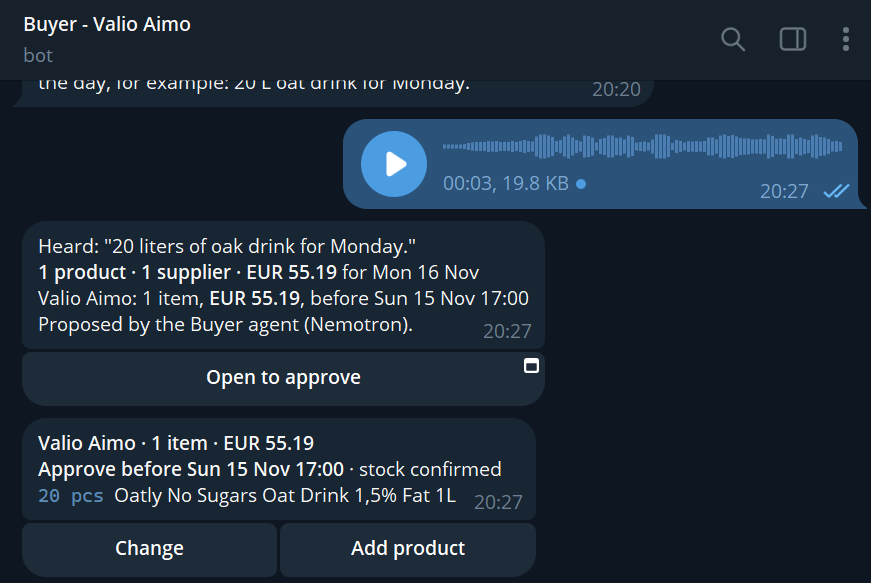 Buyer - Valio Aimo
bot
the day, for example: 20 L oat drink for Monday.
20:20
00:03, 19.8 KB
20:27
Heard: "20 liters of oak drink for Monday."
1 product · 1 supplier · EUR 55.19 for Mon 16 Nov
Valio Aimo: 1 item, EUR 55.19, before Sun 15 Nov 17:00
Proposed by the Buyer agent (Nemotron).
20:27
Open to approve
Valio Aimo · 1 item · EUR 55.19
Approve before Sun 15 Nov 17:00 · stock confirmed
20 pcs Oatly No Sugars Oat Drink 1,5% Fat 1L
20:27
Change
Add product